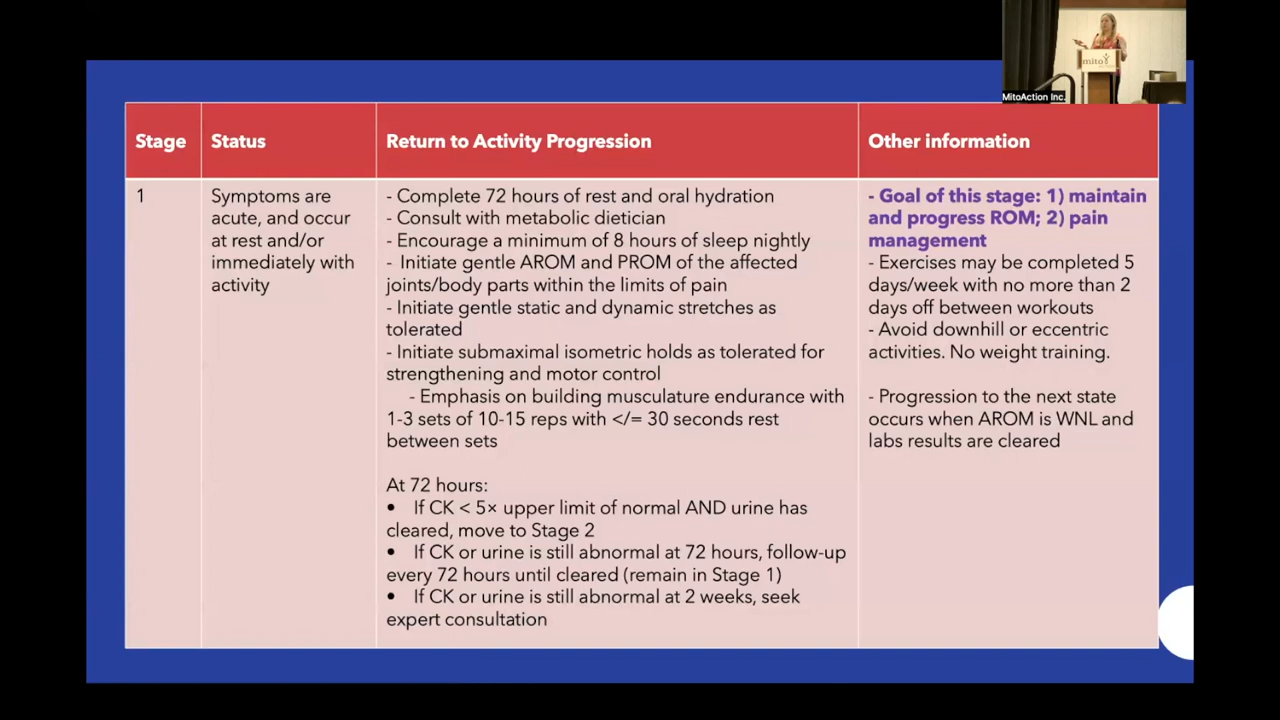 mito
MitoAction Inc.
Stage
Status
Return to Activity Progression
Other information
1
Symptoms are
acute, and occur
at rest and/or
immediately with
activity
- Complete 72 hours of rest and oral hydration
- Consult with metabolic dietician
- Encourage a minimum of 8 hours of sleep nightly
- Initiate gentle AROM and PROM of the affected
joints/body parts within the limits of pain
- Initiate gentle static and dynamic stretches as
tolerated
- Initiate submaximal isometric holds as tolerated for
strengthening and motor control
- Emphasis on building musculature endurance with
1-3 sets of 10-15 reps with </= 30 seconds rest
between sets
At 72 hours:
• If CK < 5× upper limit of normal AND urine has
cleared, move to Stage 2
• If CK or urine is still abnormal at 72 hours, follow-up
every 72 hours until cleared (remain in Stage 1)
• If CK or urine is still abnormal at 2 weeks, seek
expert consultation
- Goal of this stage: 1) maintain
and progress ROM; 2) pain
management
- Exercises may be completed 5
days/week with no more than 2
days off between workouts
- Avoid downhill or eccentric
activities. No weight training.
- Progression to the next state
occurs when AROM is WNL and
labs results are cleared